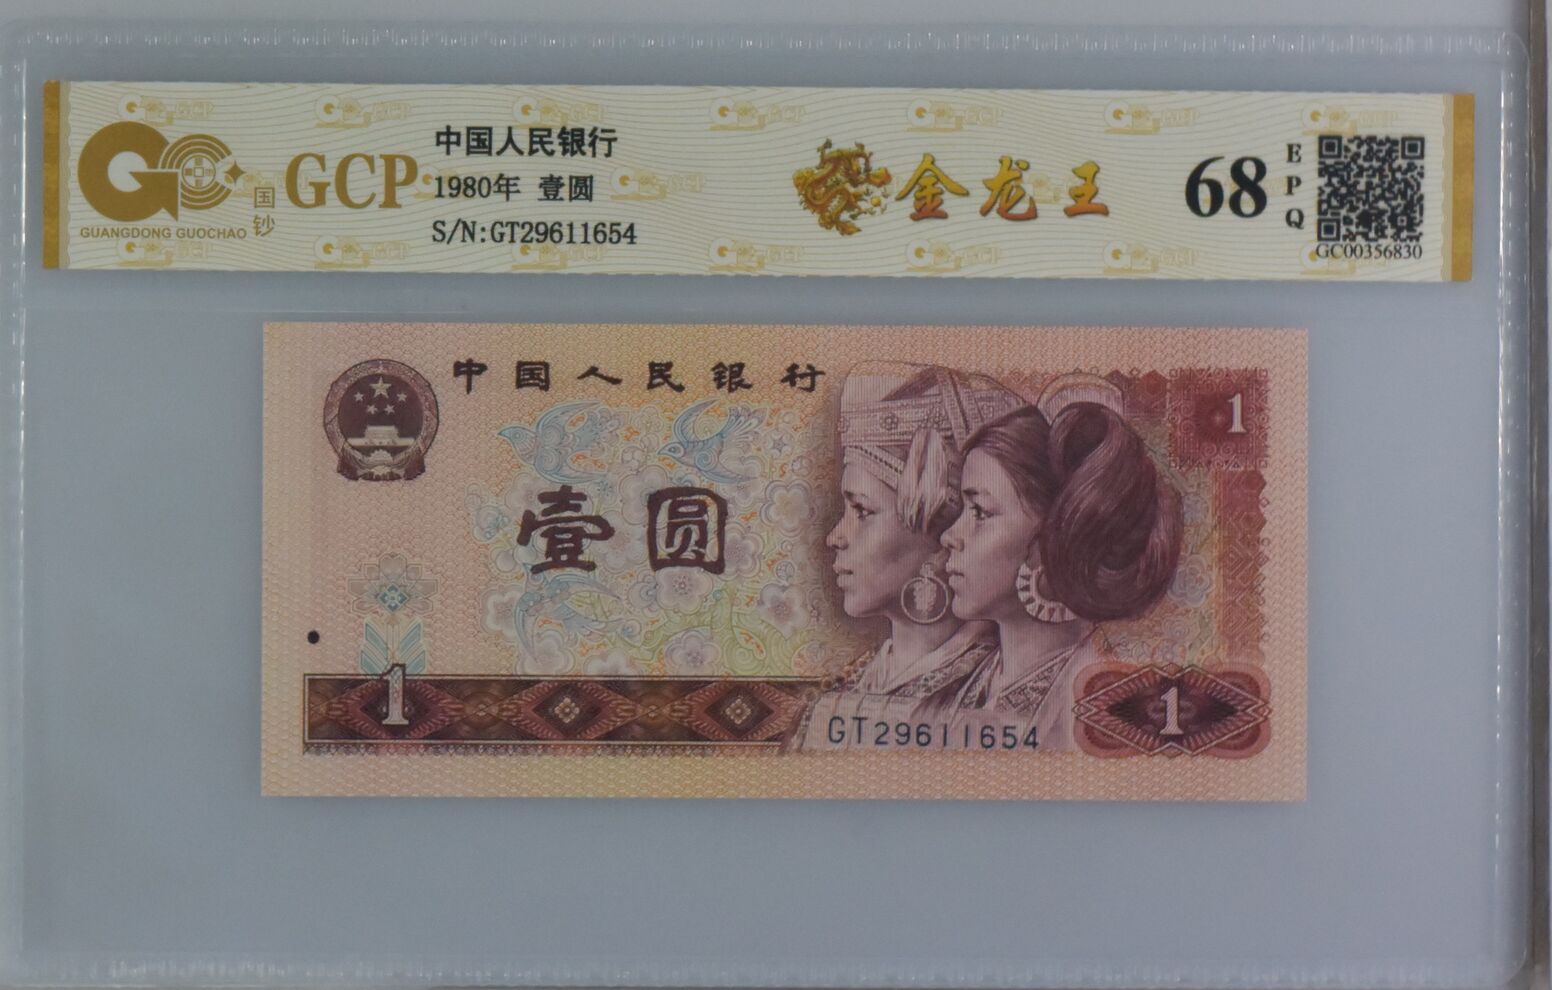 GCP
GUANGDONG GUOCHAO
国钞
中国人民银行
1980年 壹圆
S/N:GT29611654
金龙王
68
EPQ
GC00356830
中国人民银行
1
壹圆
1
1
GT29611654